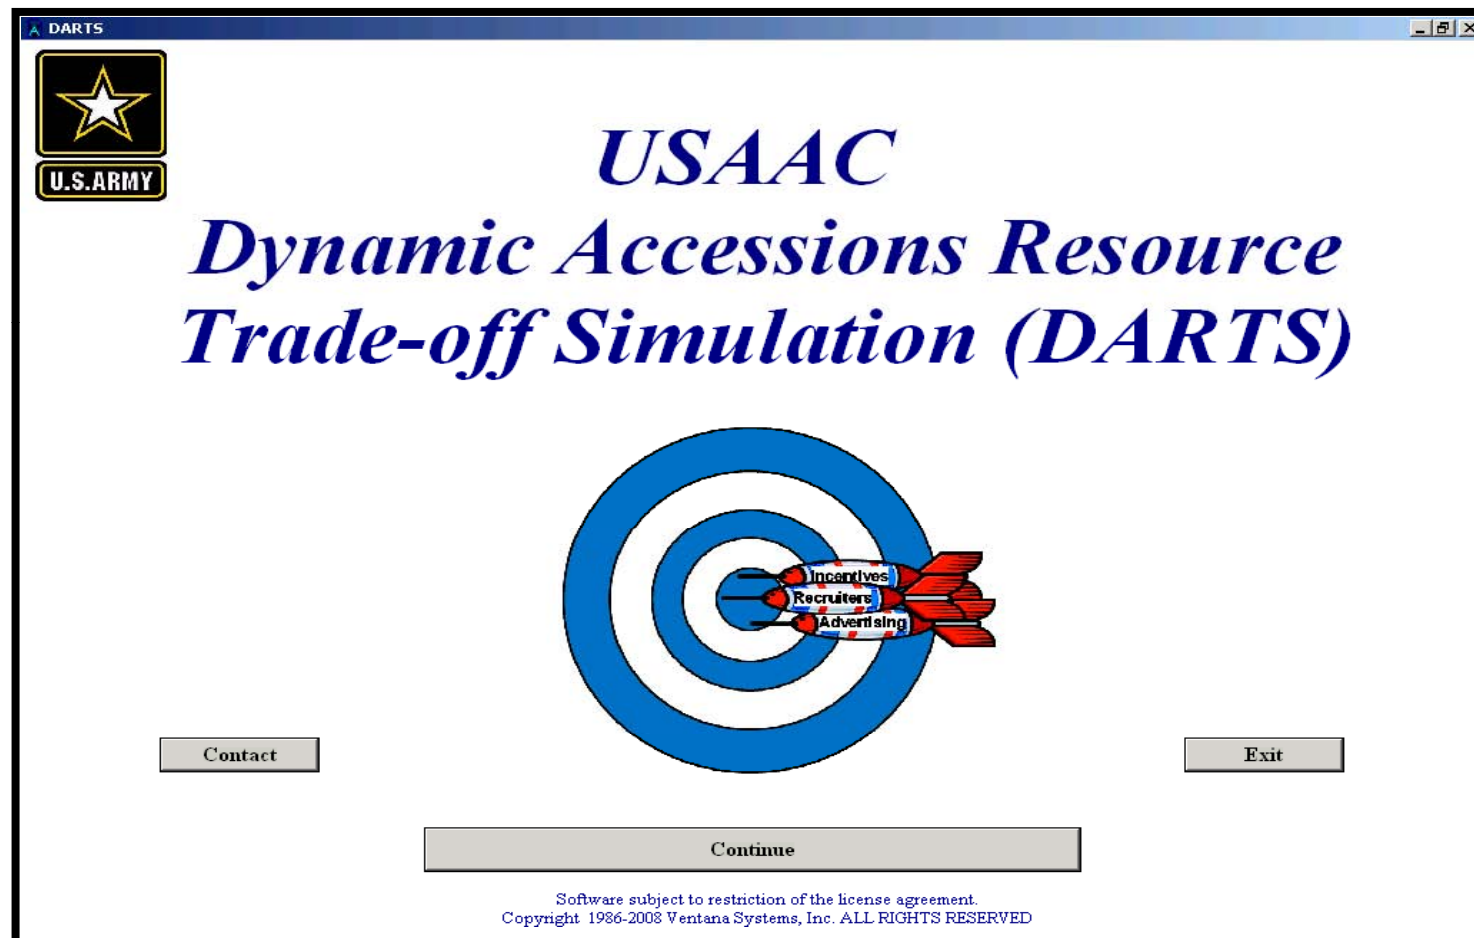 DARTS
U.S.ARMY
USAAC
Dynamic Accessions Resource
Trade-off Simulation (DARTS)
Incentives
Recruiters
Advertising
Contact
Exit
Continue
Software subject to restriction of the license agreement.
Copyright 1986-2008 Ventana Systems, Inc. ALL RIGHTS RESERVED